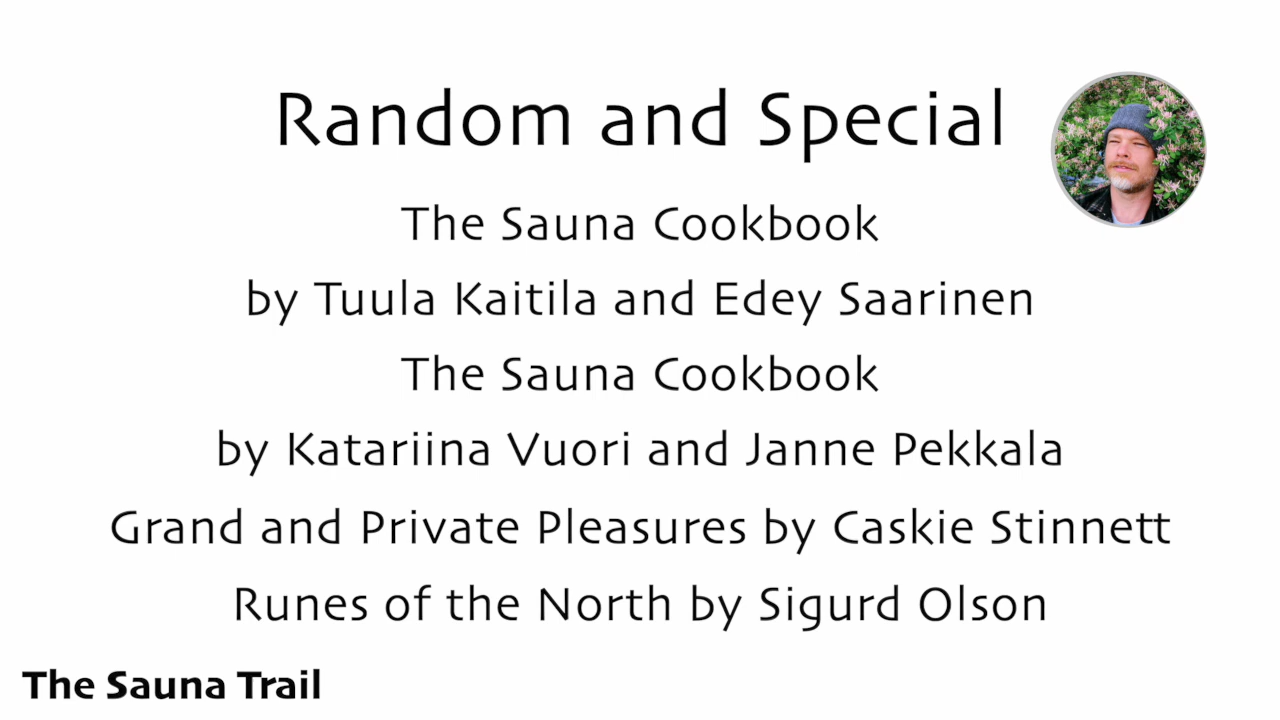 Random and Special
The Sauna Cookbook
by Tuula Kaitila and Edey Saarinen
The Sauna Cookbook
by Katariina Vuori and Janne Pekkala
Grand and Private Pleasures by Caskie Stinnett
Runes of the North by Sigurd Olson
The Sauna Trail